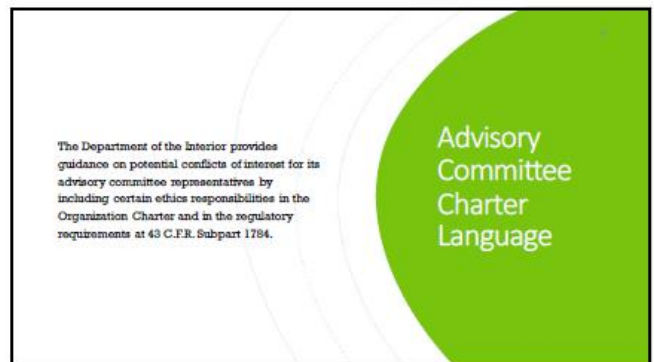 The Department of the Interior provides
guidance on potential conflicts of interest for its
advisory committee representatives by
including certain ethics responsibilities in the
Organization Charter and in the regulatory
requirements at 43 C.F.R. Subpart 1784.
Advisory
Committee
Charter
Language